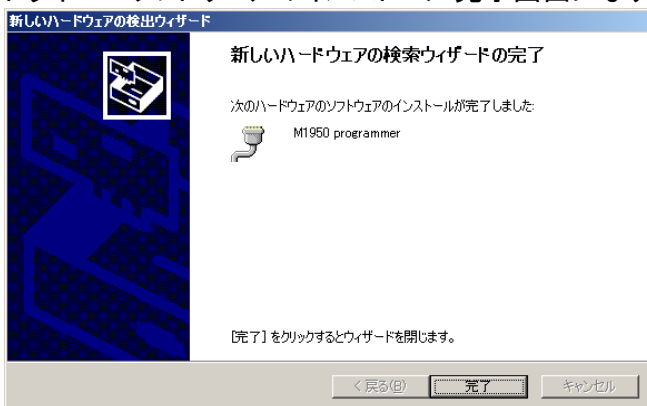 新しいハードウェアの検出ウィザード
新しいハードウェアの検索ウィザードの完了
次のハードウェアのソフトウェアのインストールが完了しました:
M1950 programmer
[完了] をクリックするとウィザードを閉じます。
< 戻る(B) 完了 キャンセル